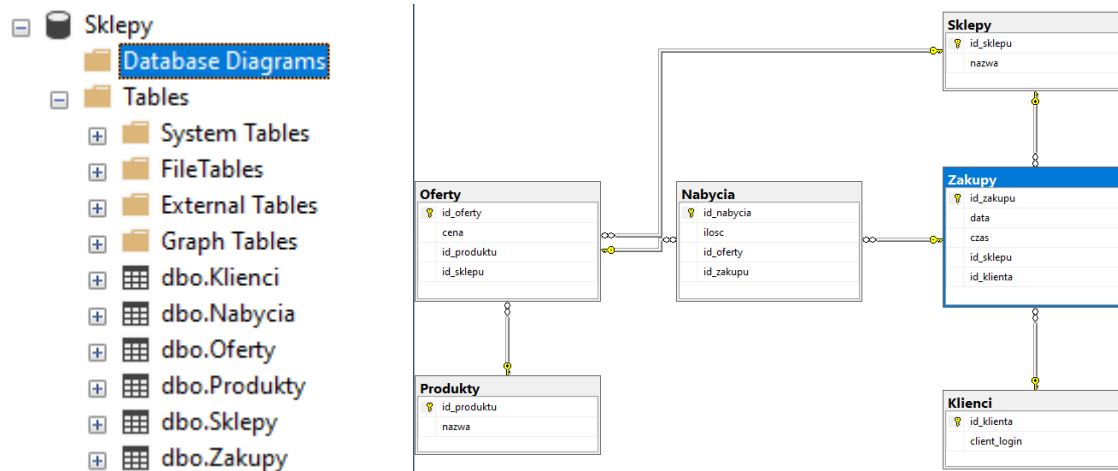 Sklepy
Database Diagrams
Tables
System Tables
FileTables
External Tables
Graph Tables
dbo.Klienci
dbo.Nabycia
dbo.Oferty
dbo.Produkty
dbo.Sklepy
dbo.Zakupy
Sklepy
id_sklepu
nazwa
Oferty
id_oferty
cena
id_produktu
id_sklepu
Nabycia
id_nabycia
ilosc
id_oferty
id_zakupu
Zakupy
id_zakupu
data
czas
id_sklepu
id_klienta
Produkty
id_produktu
nazwa
Klienci
id_klienta
client_login